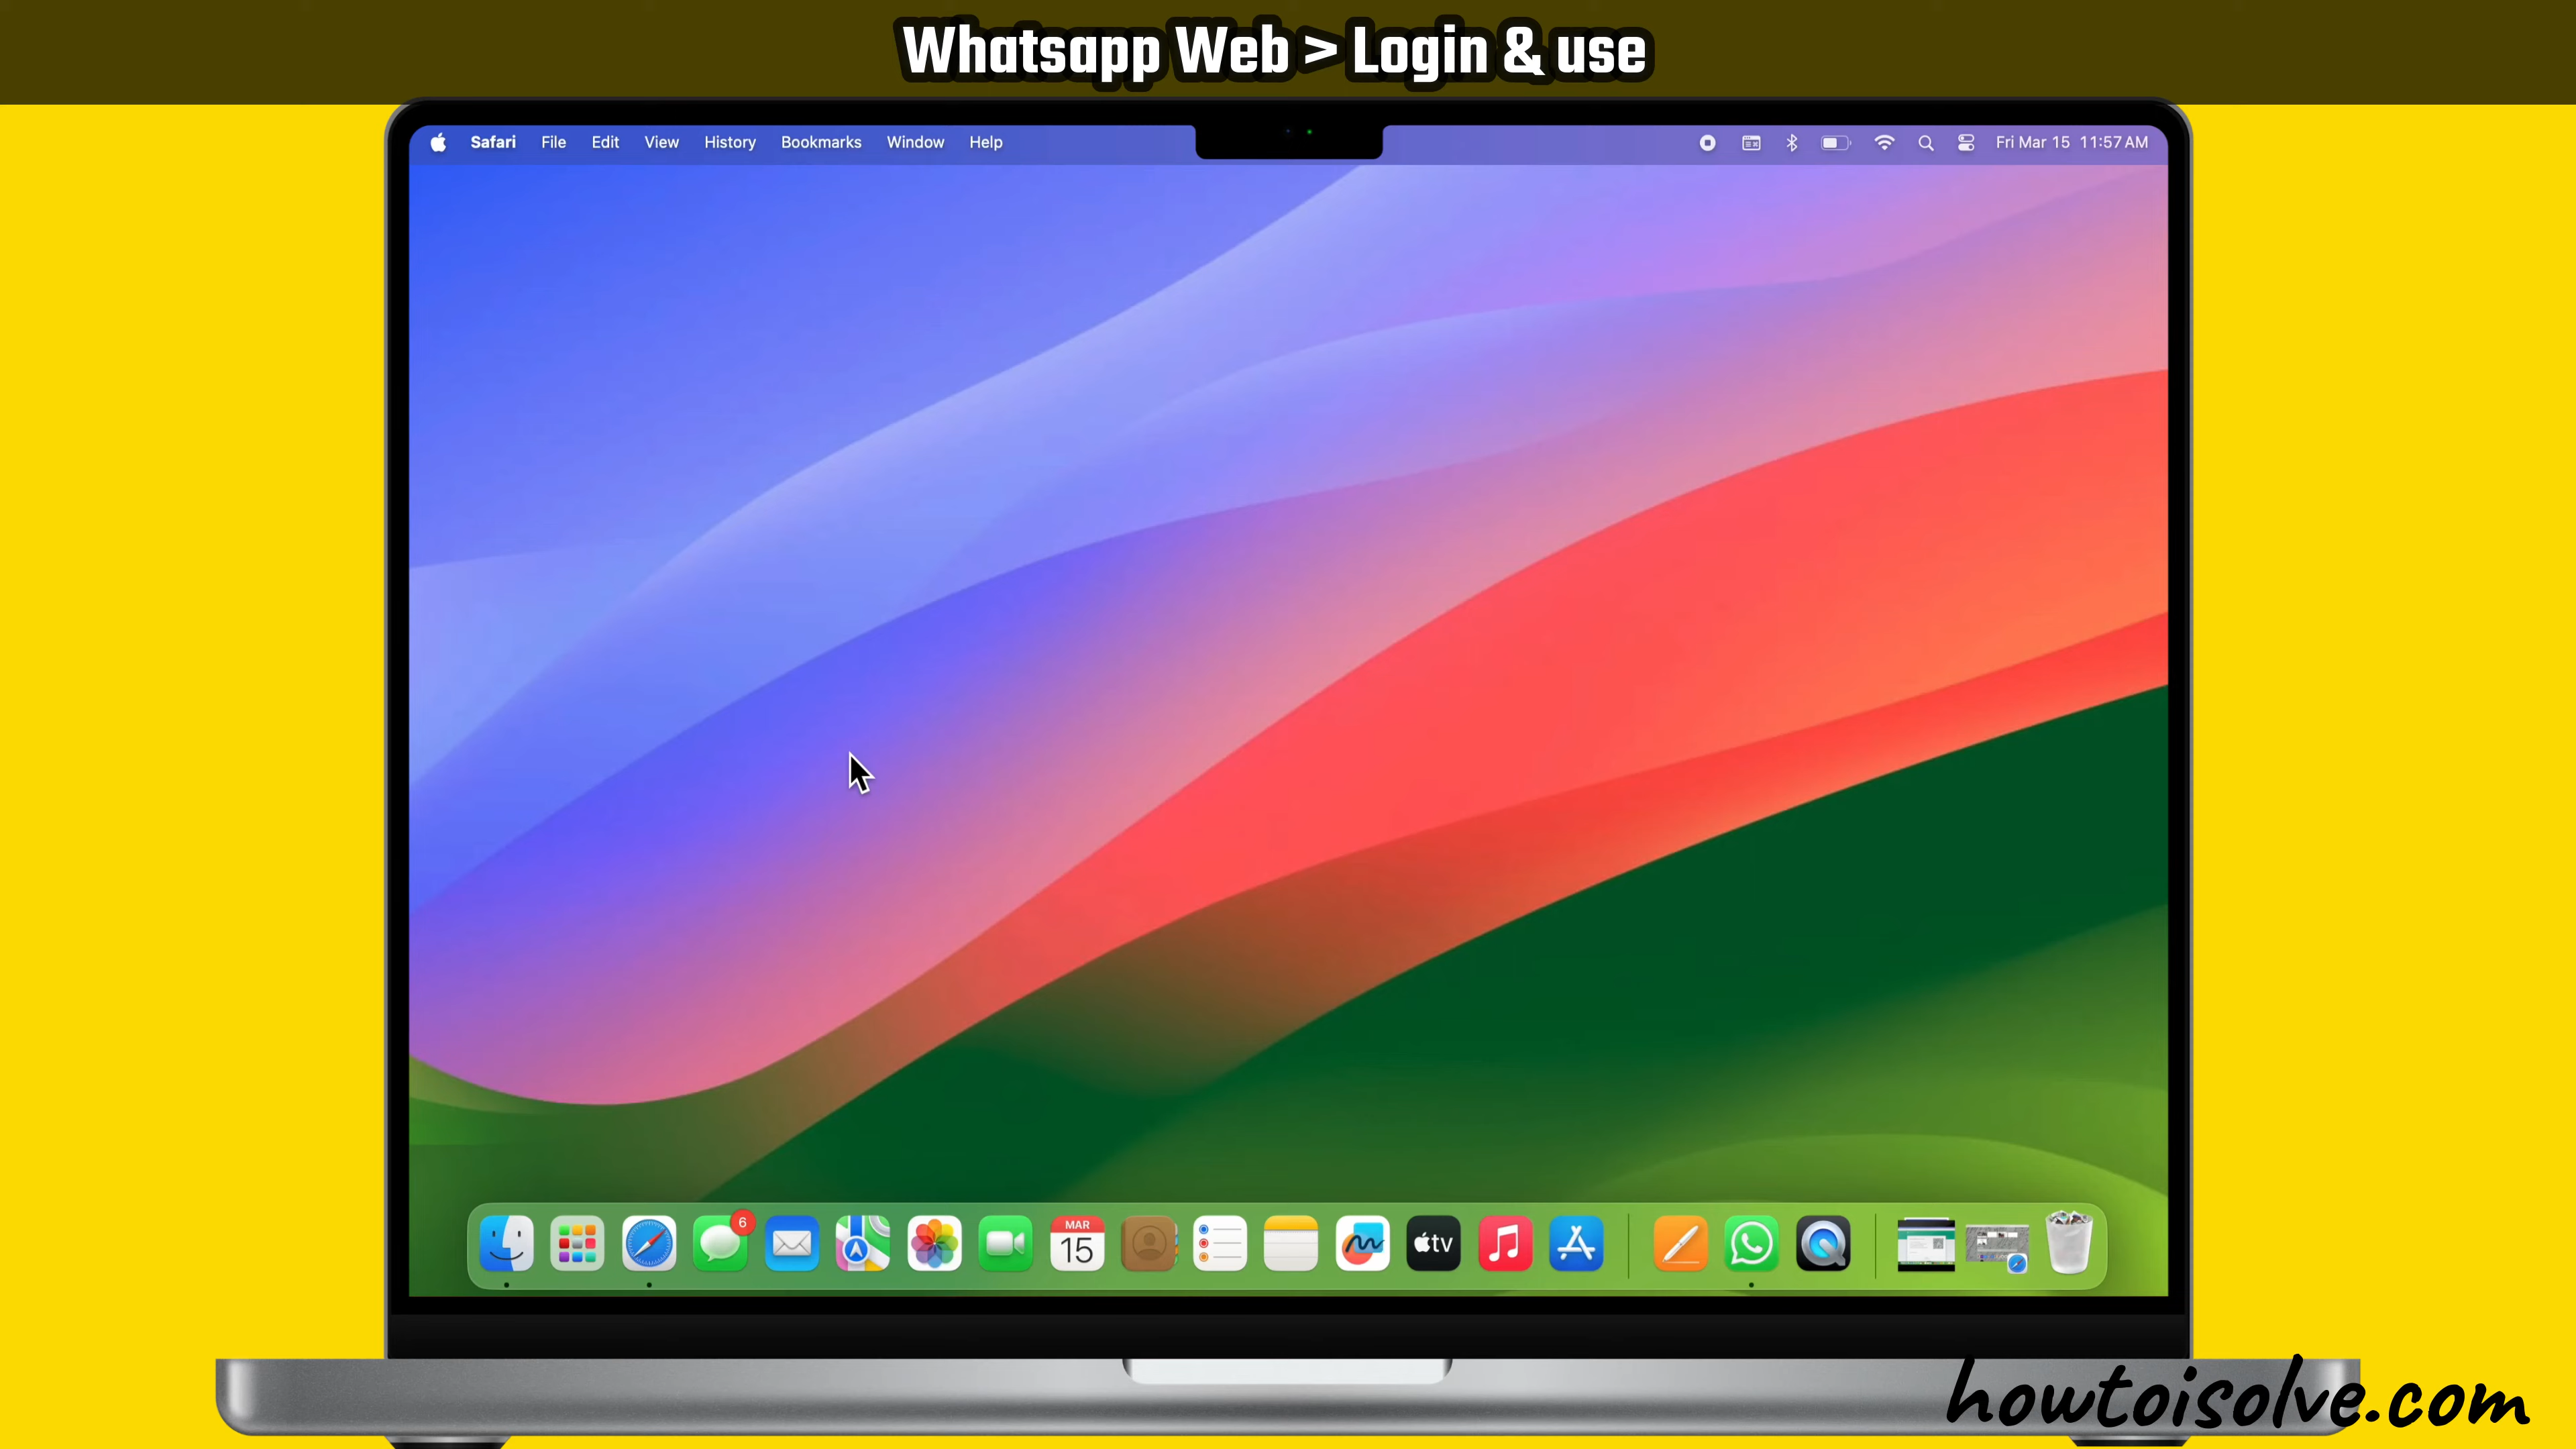 Whatsapp Web > Login & use
Safari File Edit View History Bookmarks Window Help
Fri Mar 15 11:57 AM
6
MAR
15
tv
howtoisolve.com